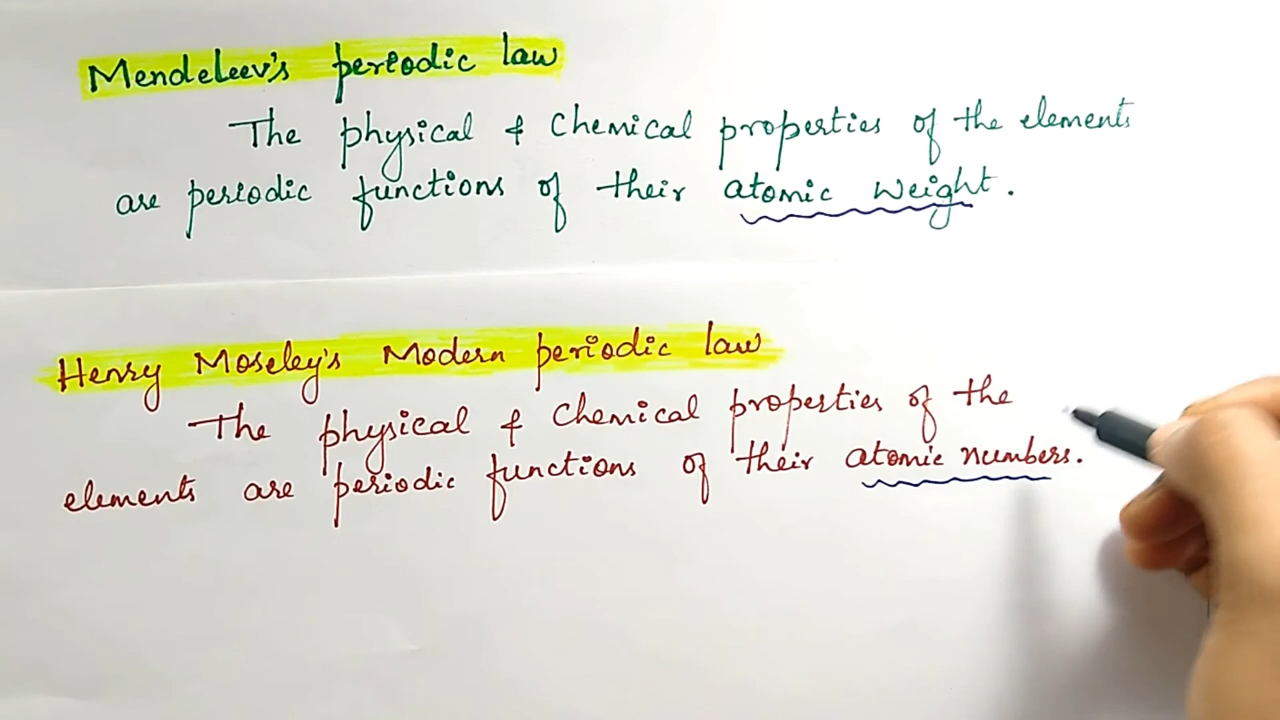 Mendeleev's periodic law
The physical & chemical properties of the elements
are periodic functions of their atomic weight.
Henry Moseley's Modern periodic law
The physical & chemical properties of the
elements are periodic functions of their atomic numbers.